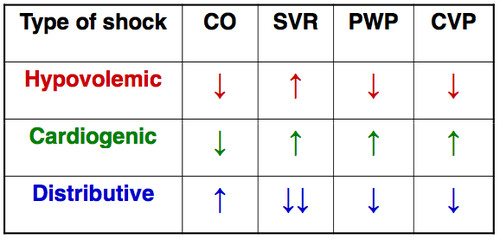 Type of shock CO SVR PWP CVP
Hypovolemic ↓ ↑ ↓ ↓
Cardiogenic ↓ ↑ ↑ ↑
Distributive ↑ ↓↓ ↓ ↓